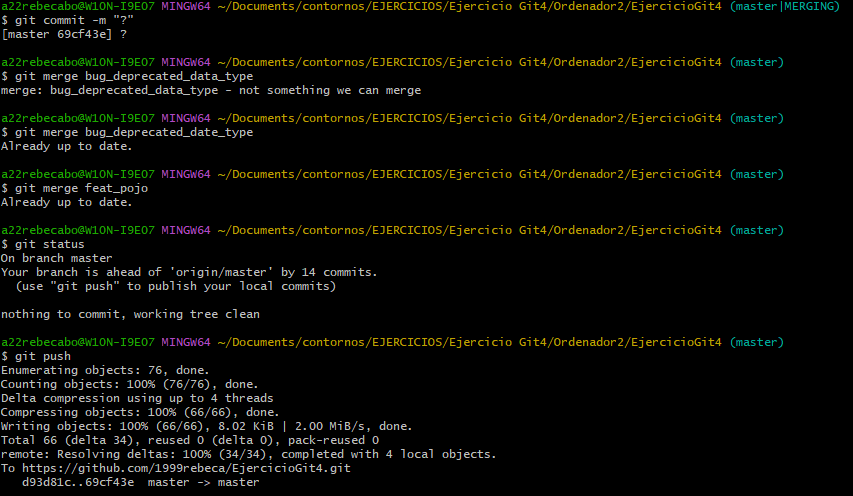 a22rebecabo@W10N-I9E07 MINGW64 ~/Documents/contornos/EJERCICIOS/Ejercicio Git4/Ordenador2/EjercicioGit4 (master|MERGING)
$ git commit -m "?"
[master 69cf43e] ?
a22rebecabo@W10N-I9E07 MINGW64 ~/Documents/contornos/EJERCICIOS/Ejercicio Git4/Ordenador2/EjercicioGit4 (master)
$ git merge bug_deprecated_data_type
merge: bug_deprecated_data_type - not something we can merge
a22rebecabo@W10N-I9E07 MINGW64 ~/Documents/contornos/EJERCICIOS/Ejercicio Git4/Ordenador2/EjercicioGit4 (master)
$ git merge bug_deprecated_date_type
Already up to date.
a22rebecabo@W10N-I9E07 MINGW64 ~/Documents/contornos/EJERCICIOS/Ejercicio Git4/Ordenador2/EjercicioGit4 (master)
$ git merge feat_pojo
Already up to date.
a22rebecabo@W10N-I9E07 MINGW64 ~/Documents/contornos/EJERCICIOS/Ejercicio Git4/Ordenador2/EjercicioGit4 (master)
$ git status
On branch master
Your branch is ahead of 'origin/master' by 14 commits.
  (use "git push" to publish your local commits)
nothing to commit, working tree clean
a22rebecabo@W10N-I9E07 MINGW64 ~/Documents/contornos/EJERCICIOS/Ejercicio Git4/Ordenador2/EjercicioGit4 (master)
$ git push
Enumerating objects: 76, done.
Counting objects: 100% (76/76), done.
Delta compression using up to 4 threads
Compressing objects: 100% (66/66), done.
Writing objects: 100% (66/66), 8.02 KiB | 2.00 MiB/s, done.
Total 66 (delta 34), reused 0 (delta 0), pack-reused 0
remote: Resolving deltas: 100% (34/34), completed with 4 local objects.
To https://github.com/1999rebeca/EjercicioGit4.git
   d93d81c..69cf43e  master -> master